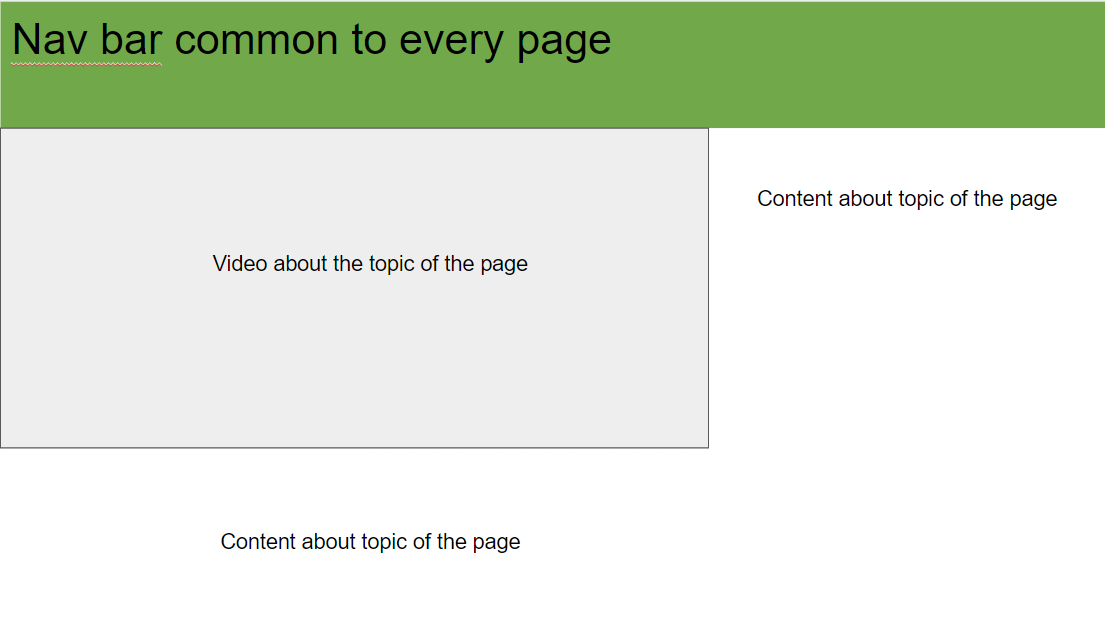 Nav bar common to every page
Content about topic of the page
Video about the topic of the page
Content about topic of the page